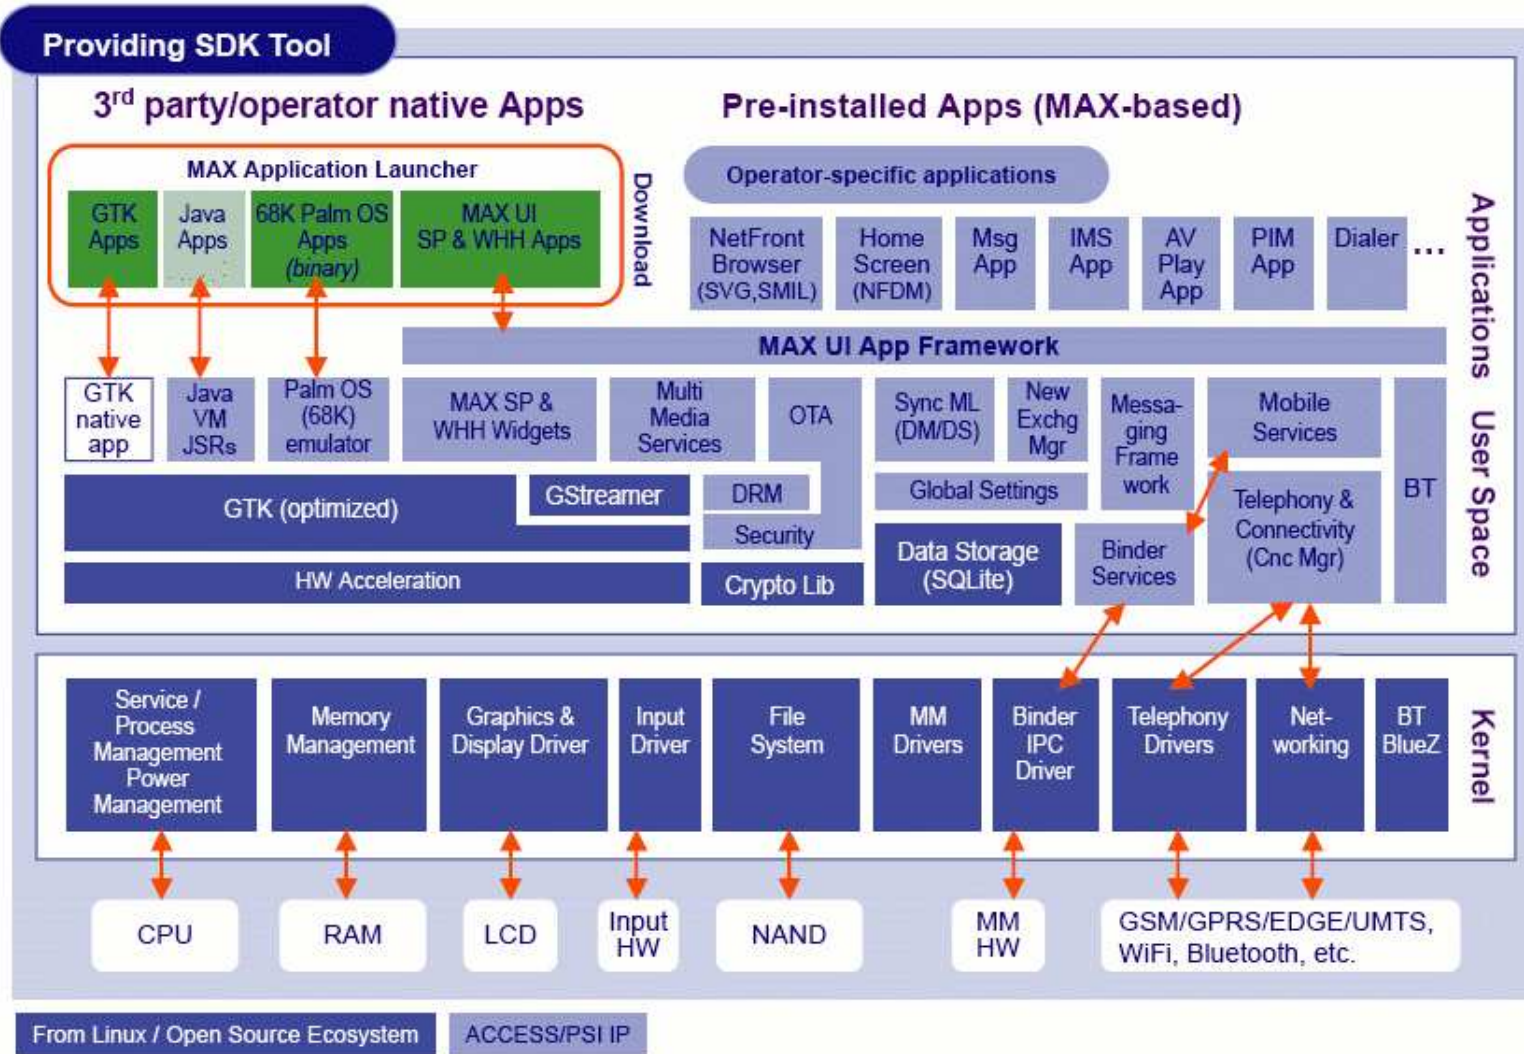 Providing SDK Tool
3rd party/operator native Apps
Pre-installed Apps (MAX-based)
MAX Application Launcher
GTK
Apps
Java
Apps
68K Palm OS
Apps
(binary)
MAX UI
SP & WHH Apps
Download
Operator-specific applications
NetFront
Browser
(SVG,SMIL)
Home
Screen
(NFDM)
Msg
App
IMS
App
AV
Play
App
PIM
App
Dialer
...
Applications
MAX UI App Framework
GTK
native
app
Java
VM
JSRs
Palm OS
(68K)
emulator
MAX SP &
WHH Widgets
Multi
Media
Services
OTA
Sync ML
(DM/DS)
New
Exchg
Mgr
Messa-
ging
Frame
work
Mobile
Services
BT
User Space
GTK (optimized)
GStreamer
DRM
Security
Global Settings
Telephony &
Connectivity
(Cnc Mgr)
Data Storage
(SQLite)
Binder
Services
HW Acceleration
Crypto Lib
Service /
Process
Management
Power
Management
Memory
Management
Graphics &
Display Driver
Input
Driver
File
System
MM
Drivers
Binder
IPC
Driver
Telephony
Drivers
Net-
working
BT
BlueZ
Kernel
CPU
RAM
LCD
Input
HW
NAND
MM
HW
GSM/GPRS/EDGE/UMTS,
WiFi, Bluetooth, etc.
From Linux / Open Source Ecosystem
ACCESS/PSI IP